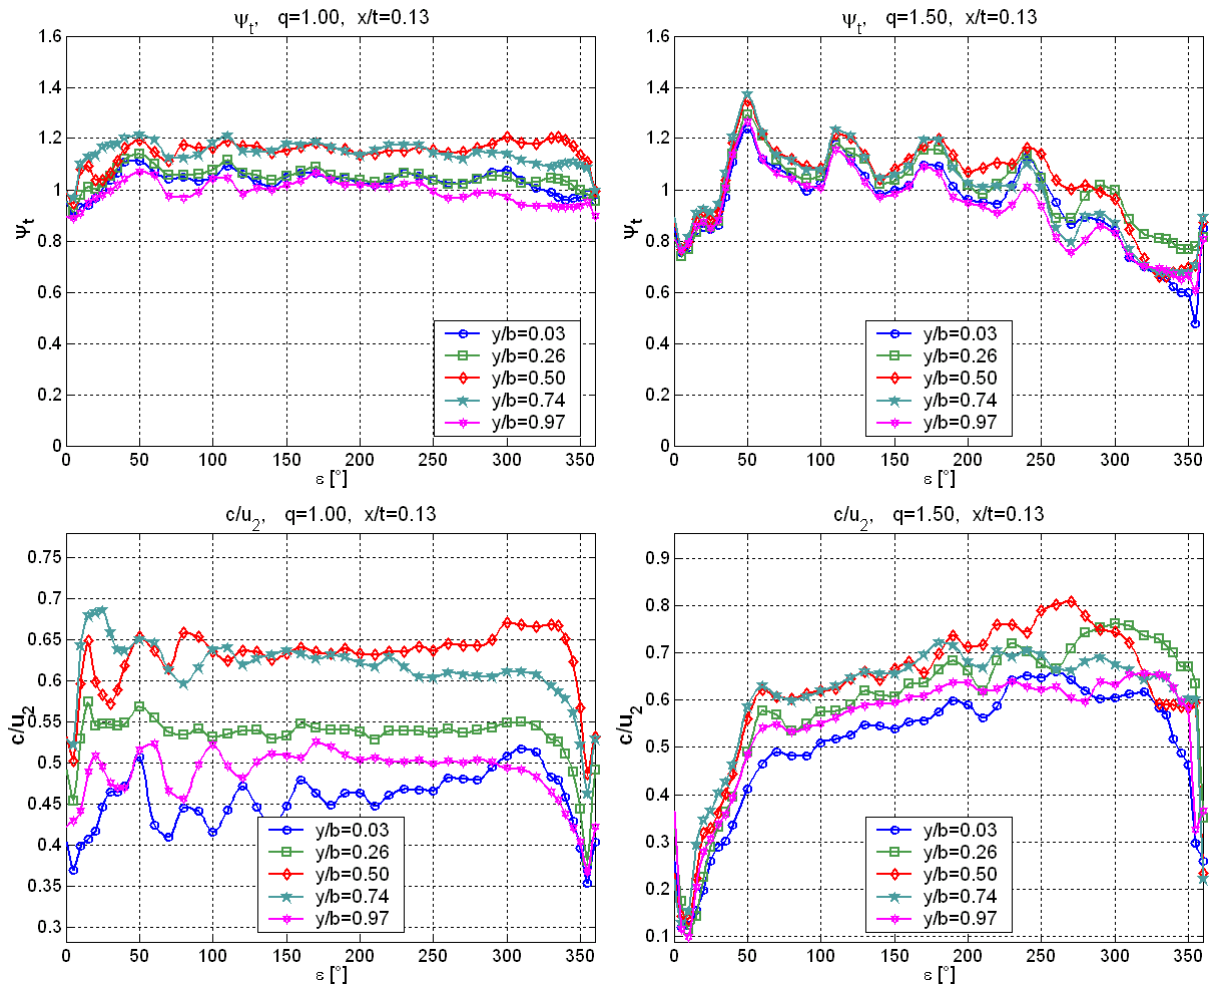 ψt, q=1.00, x/t=0.13
1.6
1.4
1.2
1
0.8
0.6
0.4
0.2
0
ψt
y/b=0.03
y/b=0.26
y/b=0.50
y/b=0.74
y/b=0.97
0 50 100 150 200 250 300 350
ε [°]
ψt, q=1.50, x/t=0.13
1.6
1.4
1.2
1
0.8
0.6
0.4
0.2
0
ψt
y/b=0.03
y/b=0.26
y/b=0.50
y/b=0.74
y/b=0.97
0 50 100 150 200 250 300 350
ε [°]
c/u2, q=1.00, x/t=0.13
0.75
0.7
0.65
0.6
0.55
0.5
0.45
0.4
0.35
0.3
c/u2
y/b=0.03
y/b=0.26
y/b=0.50
y/b=0.74
y/b=0.97
0 50 100 150 200 250 300 350
ε [°]
c/u2, q=1.50, x/t=0.13
0.9
0.8
0.7
0.6
0.5
0.4
0.3
0.2
0.1
c/u2
y/b=0.03
y/b=0.26
y/b=0.50
y/b=0.74
y/b=0.97
0 50 100 150 200 250 300 350
ε [°]